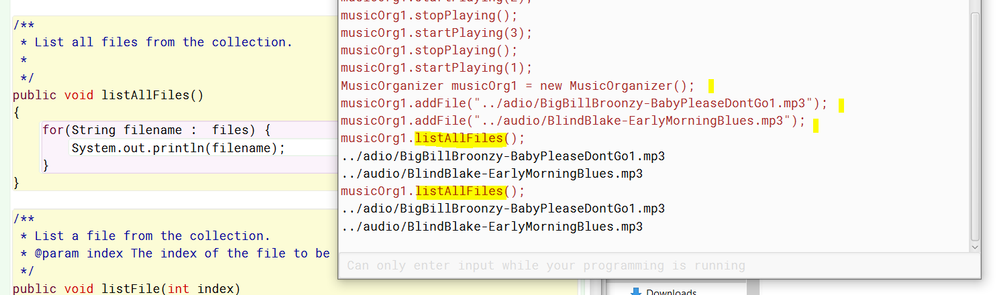 /**
 * List all files from the collection.
 *
 */
public void listAllFiles()
{
    for(String filename :  files) {
        System.out.println(filename);
    }
}
/**
 * List a file from the collection.
 * @param index The index of the file to be
 */
public void listFile(int index)
musicOrg1.startPlaying(2);
musicOrg1.stopPlaying();
musicOrg1.startPlaying(3);
musicOrg1.stopPlaying();
musicOrg1.startPlaying(1);
MusicOrganizer musicOrg1 = new MusicOrganizer();
musicOrg1.addFile("../adio/BigBillBroonzy-BabyPleaseDontGo1.mp3");
musicOrg1.addFile("../audio/BlindBlake-EarlyMorningBlues.mp3");
musicOrg1.listAllFiles();
../adio/BigBillBroonzy-BabyPleaseDontGo1.mp3
../audio/BlindBlake-EarlyMorningBlues.mp3
musicOrg1.listAllFiles();
../adio/BigBillBroonzy-BabyPleaseDontGo1.mp3
../audio/BlindBlake-EarlyMorningBlues.mp3
Can only enter input while your programming is running
Downloads